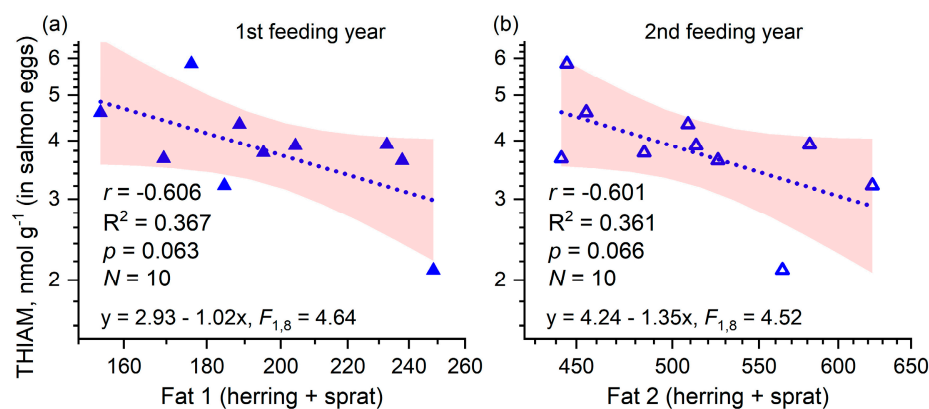 (a)
1st feeding year
THIAM, nmol g⁻¹ (in salmon eggs)
6
5
4
3
2
r = -0.606
R² = 0.367
p = 0.063
N = 10
y = 2.93 - 1.02x, F₁,₈ = 4.64
160 180 200 220 240 260
Fat 1 (herring + sprat)
(b)
2nd feeding year
6
5
4
3
2
r = -0.601
R² = 0.361
p = 0.066
N = 10
y = 4.24 - 1.35x, F₁,₈ = 4.52
450 500 550 600 650
Fat 2 (herring + sprat)